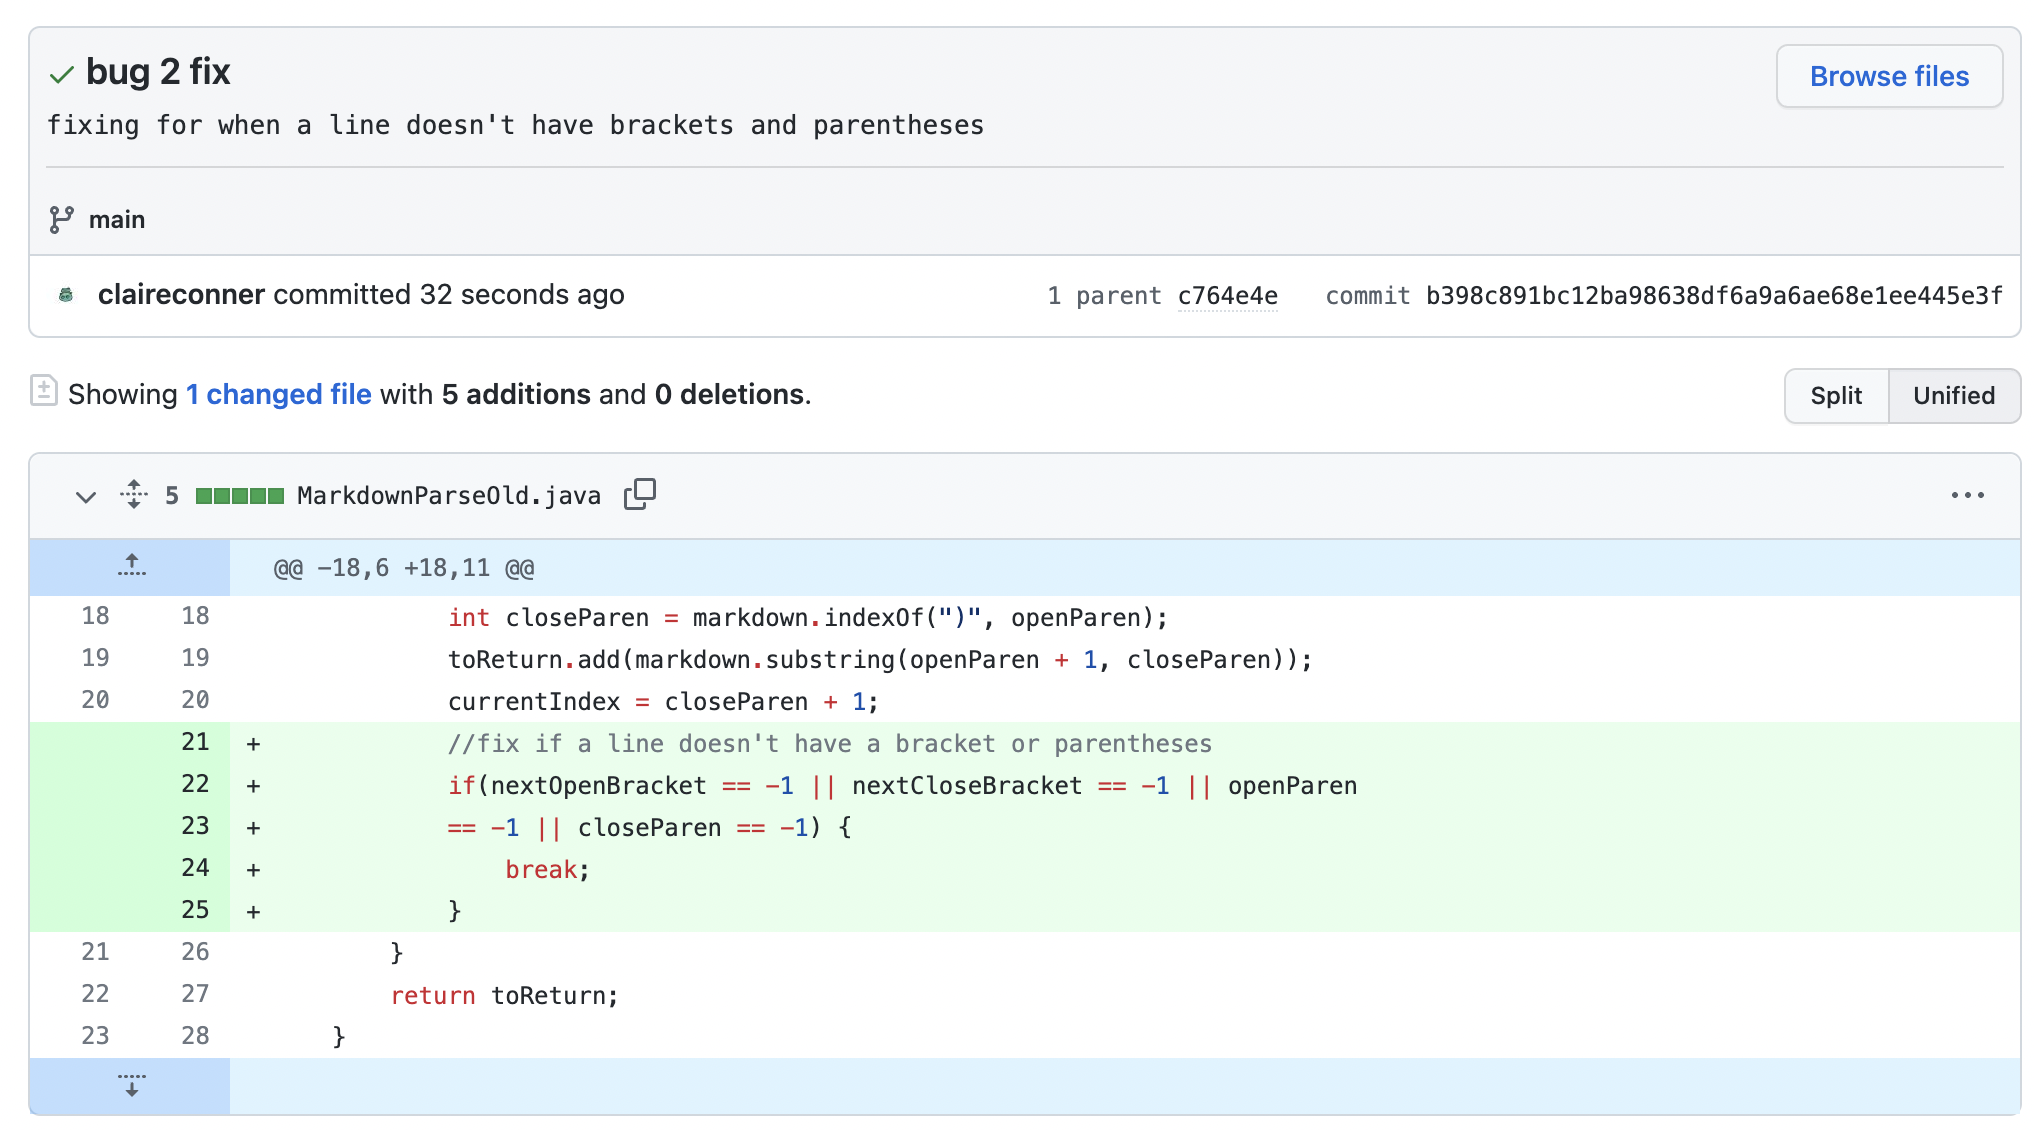 bug 2 fix
Browse files
fixing for when a line doesn't have brackets and parentheses
main
claireconner committed 32 seconds ago 1 parent c764e4e commit b398c891bc12ba98638df6a9a6ae68e1ee445e3f
Showing 1 changed file with 5 additions and 0 deletions.
Split Unified
5 MarkdownParseOld.java
@@ -18,6 +18,11 @@
18 18 int closeParen = markdown.indexOf(")", openParen);
19 19 toReturn.add(markdown.substring(openParen + 1, closeParen));
20 20 currentIndex = closeParen + 1;
21 + //fix if a line doesn't have a bracket or parentheses
22 + if(nextOpenBracket == -1 || nextCloseBracket == -1 || openParen
23 + == -1 || closeParen == -1) {
24 + break;
25 + }
21 26 }
22 27 return toReturn;
23 28 }